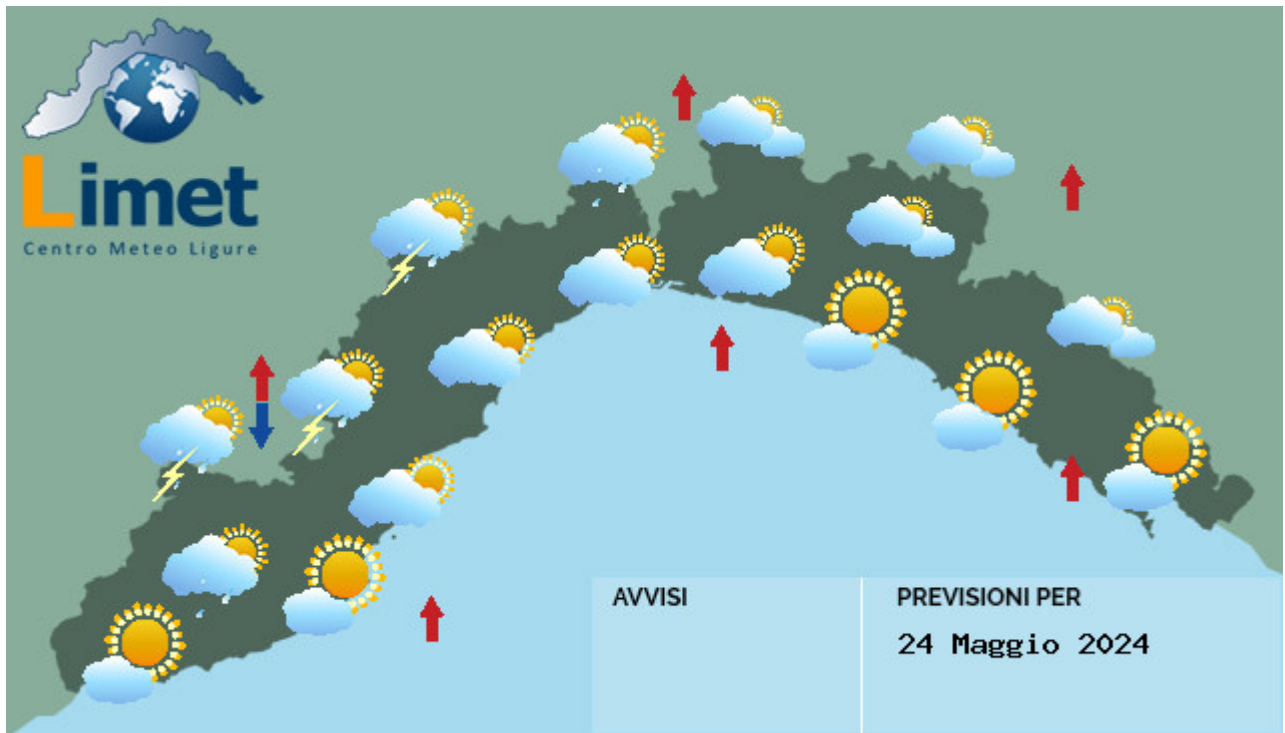 Limet
Centro Meteo Ligure
AVVISI
PREVISIONI PER
24 Maggio 2024